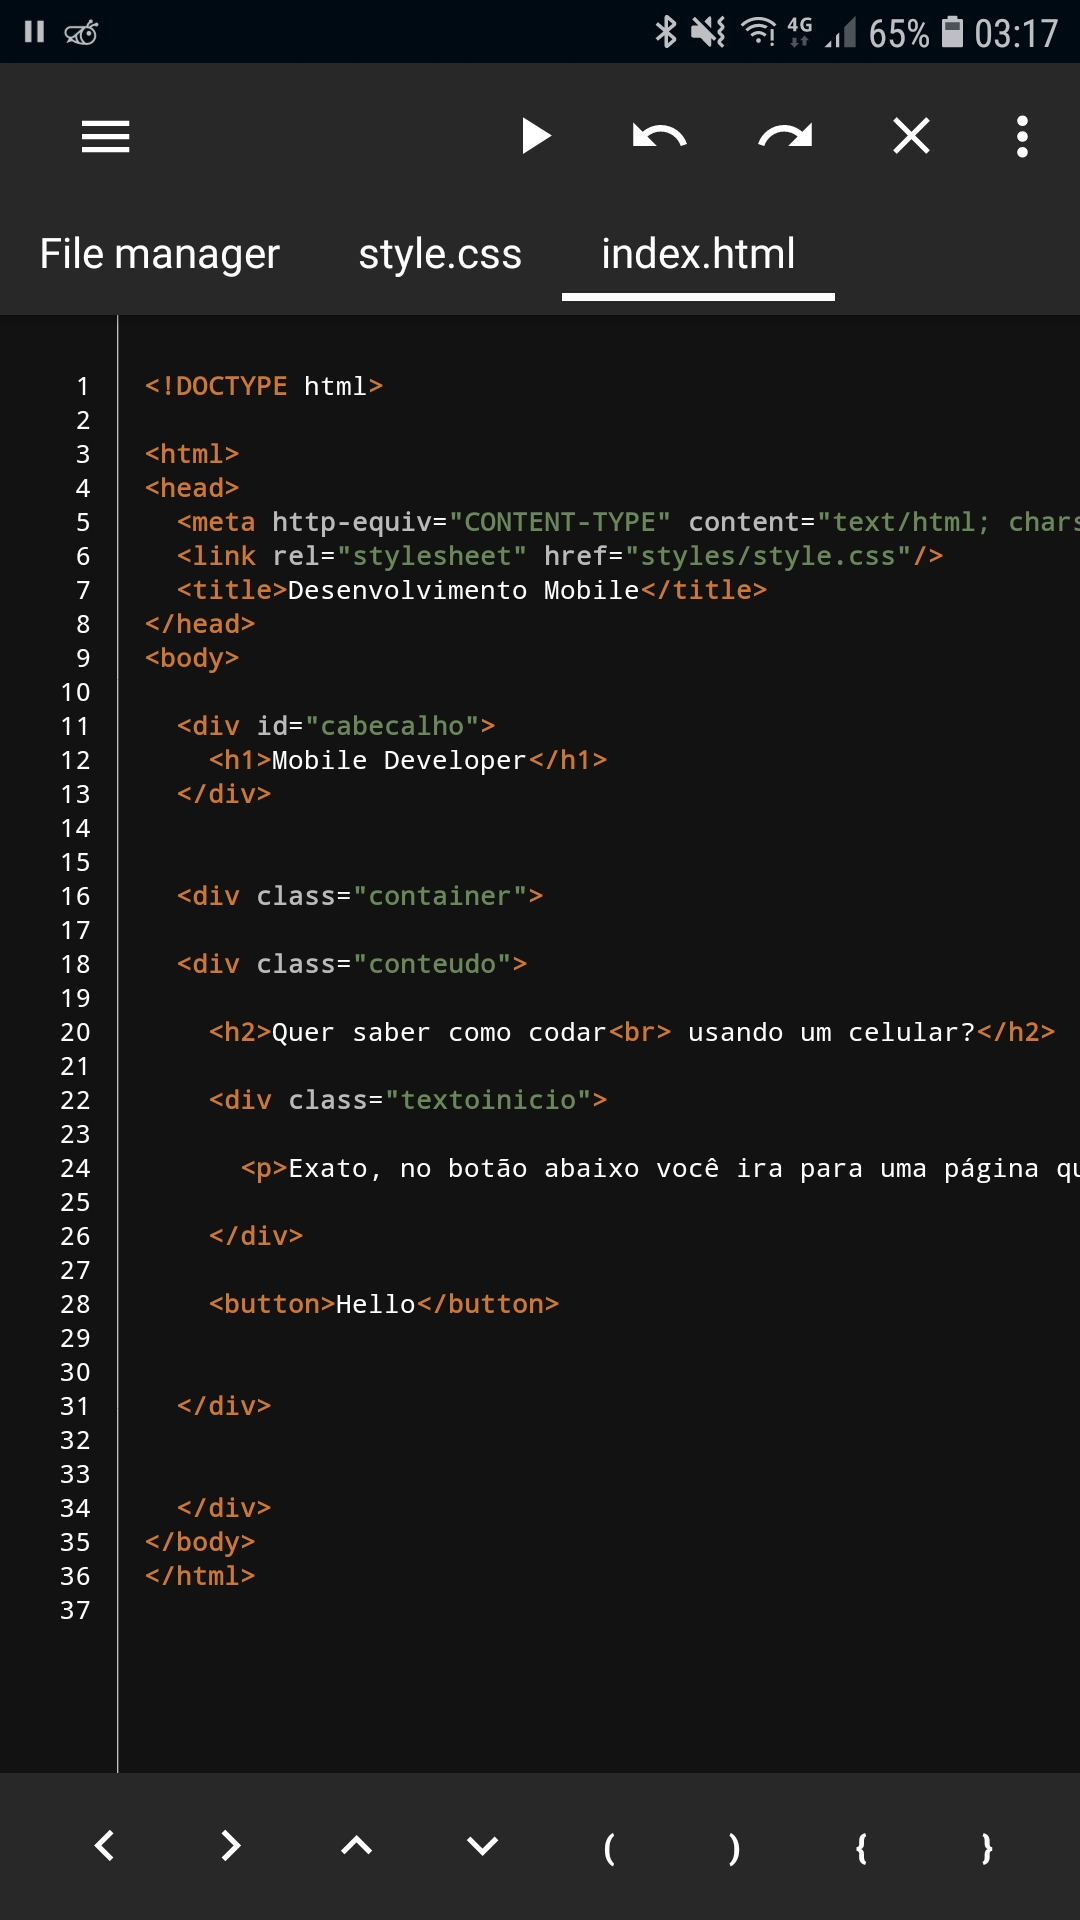 4G 65% 03:17
File manager style.css index.html
1 <!DOCTYPE html>
2
3 <html>
4 <head>
5 <meta http-equiv="CONTENT-TYPE" content="text/html; chars
6 <link rel="stylesheet" href="styles/style.css"/>
7 <title>Desenvolvimento Mobile</title>
8 </head>
9 <body>
10
11 <div id="cabecalho">
12 <h1>Mobile Developer</h1>
13 </div>
14
15
16 <div class="container">
17
18 <div class="conteudo">
19
20 <h2>Quer saber como codar<br> usando um celular?</h2>
21
22 <div class="textoinicio">
23
24 <p>Exato, no botão abaixo você ira para uma página qu
25
26 </div>
27
28 <button>Hello</button>
29
30
31 </div>
32
33
34 </div>
35 </body>
36 </html>
37
( ) { }